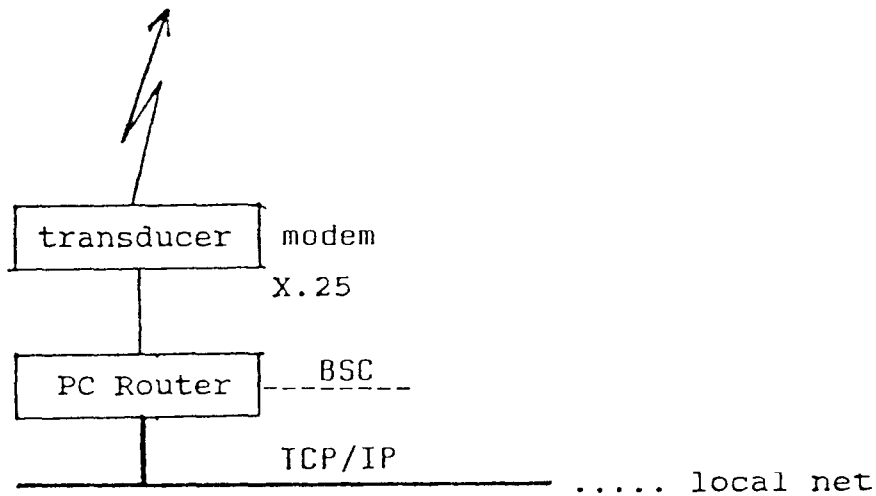 transducer modem
X.25
PC Router BSC
TCP/IP
..... local net